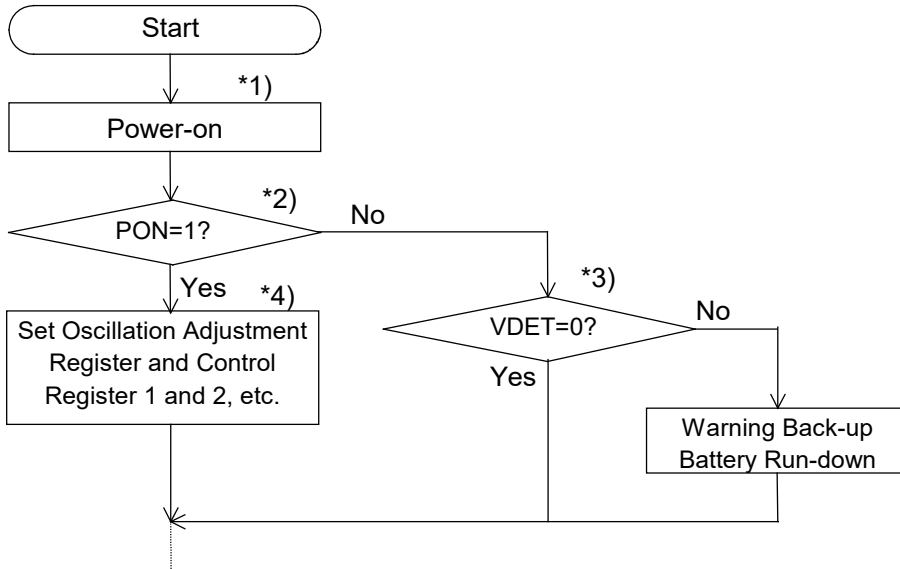 Start
*1)
Power-on
*2)
PON=1?
No
Yes
*4)
Set Oscillation Adjustment
Register and Control
Register 1 and 2, etc.
*3)
VDET=0?
No
Yes
Warning Back-up
Battery Run-down